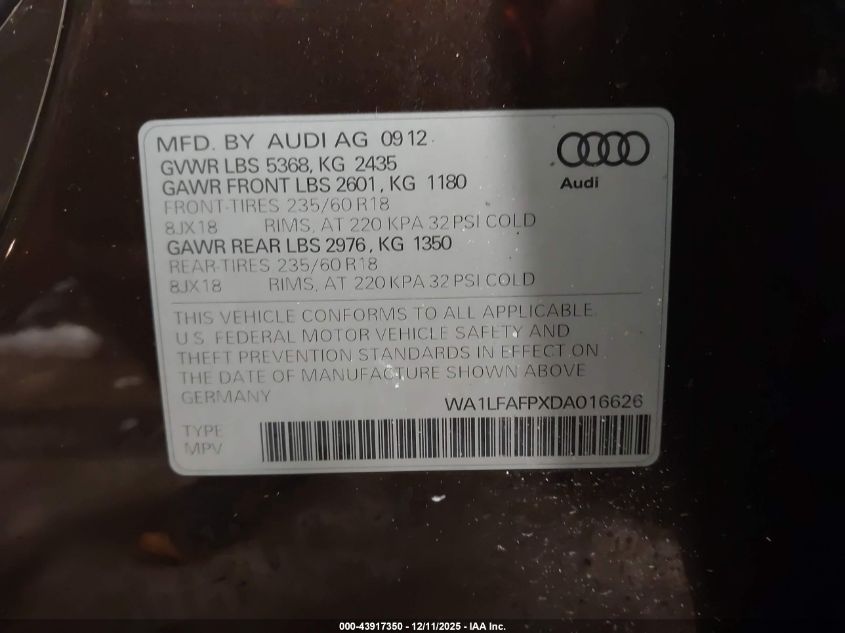 MFD. BY AUDI AG 0912
GVWR LBS 5368, KG 2435
GAWR FRONT LBS 2601, KG 1180
FRONT-TIRES 235/60 R18
8JX18 RIMS, AT 220 KPA 32 PSI COLD
GAWR REAR LBS 2976, KG 1350
REAR-TIRES 235/60 R18
8JX18 RIMS, AT 220 KPA 32 PSI COLD
Audi
THIS VEHICLE CONFORMS TO ALL APPLICABLE
U.S. FEDERAL MOTOR VEHICLE SAFETY AND
THEFT PREVENTION STANDARDS IN EFFECT ON
THE DATE OF MANUFACTURE SHOWN ABOVE
GERMANY
WA1LFAFPXDA016626
TYPE
MPV
000-43917350 - 12/11/2025 - IAA Inc.